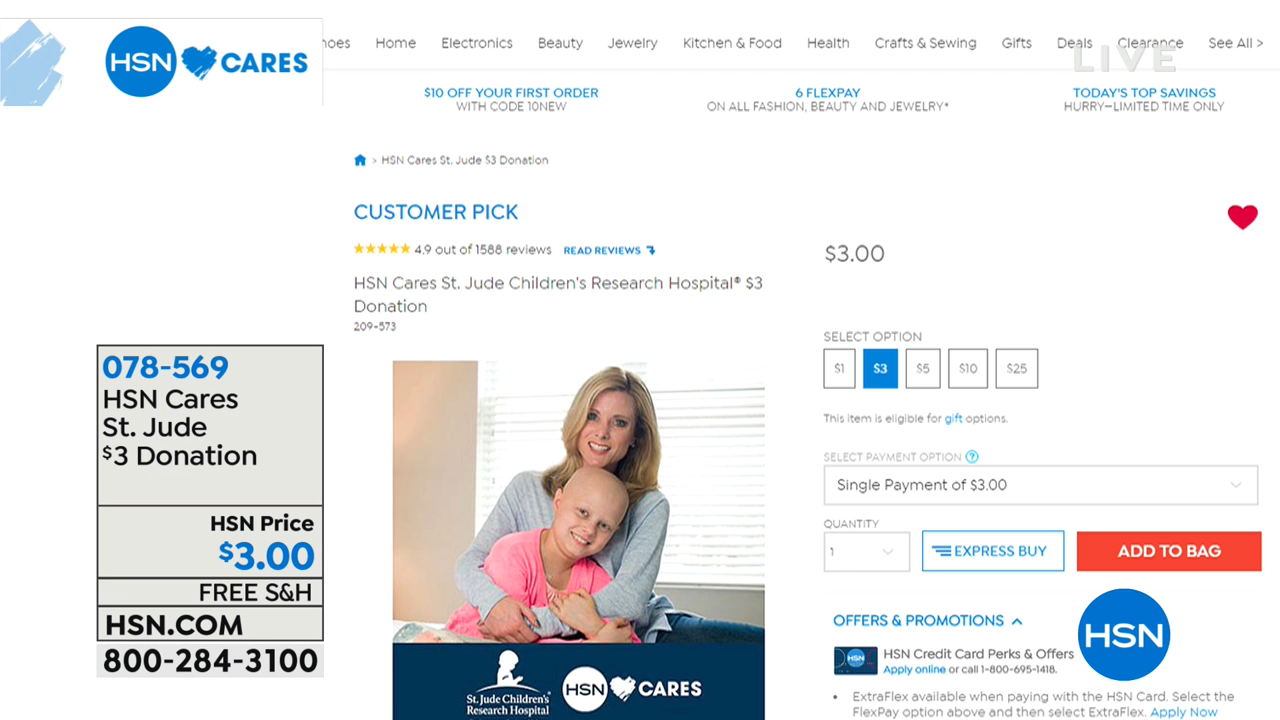 HSN CARES
hoes Home Electronics Beauty Jewelry Kitchen & Food Health Crafts & Sewing Gifts Deals Clearance See All >
LIVE
$10 OFF YOUR FIRST ORDER
WITH CODE 10NEW
6 FLEXPAY
ON ALL FASHION, BEAUTY AND JEWELRY*
TODAY'S TOP SAVINGS
HURRY—LIMITED TIME ONLY
> HSN Cares St. Jude $3 Donation
CUSTOMER PICK
4.9 out of 1588 reviews READ REVIEWS
HSN Cares St. Jude Children's Research Hospital® $3
Donation
209-573
$3.00
SELECT OPTION
$1 $3 $5 $10 $25
This item is eligible for gift options.
SELECT PAYMENT OPTION ?
Single Payment of $3.00
QUANTITY
1
EXPRESS BUY
ADD TO BAG
OFFERS & PROMOTIONS
HSN
HSN Credit Card Perks & Offers
Apply online or call 1-800-695-1418.
• ExtraFlex available when paying with the HSN Card. Select the
FlexPay option above and then select ExtraFlex. Apply Now
HSN
St. Jude Children's
Research Hospital
HSN CARES
078-569
HSN Cares
St. Jude
$3 Donation
HSN Price
$3.00
FREE S&H
HSN.COM
800-284-3100